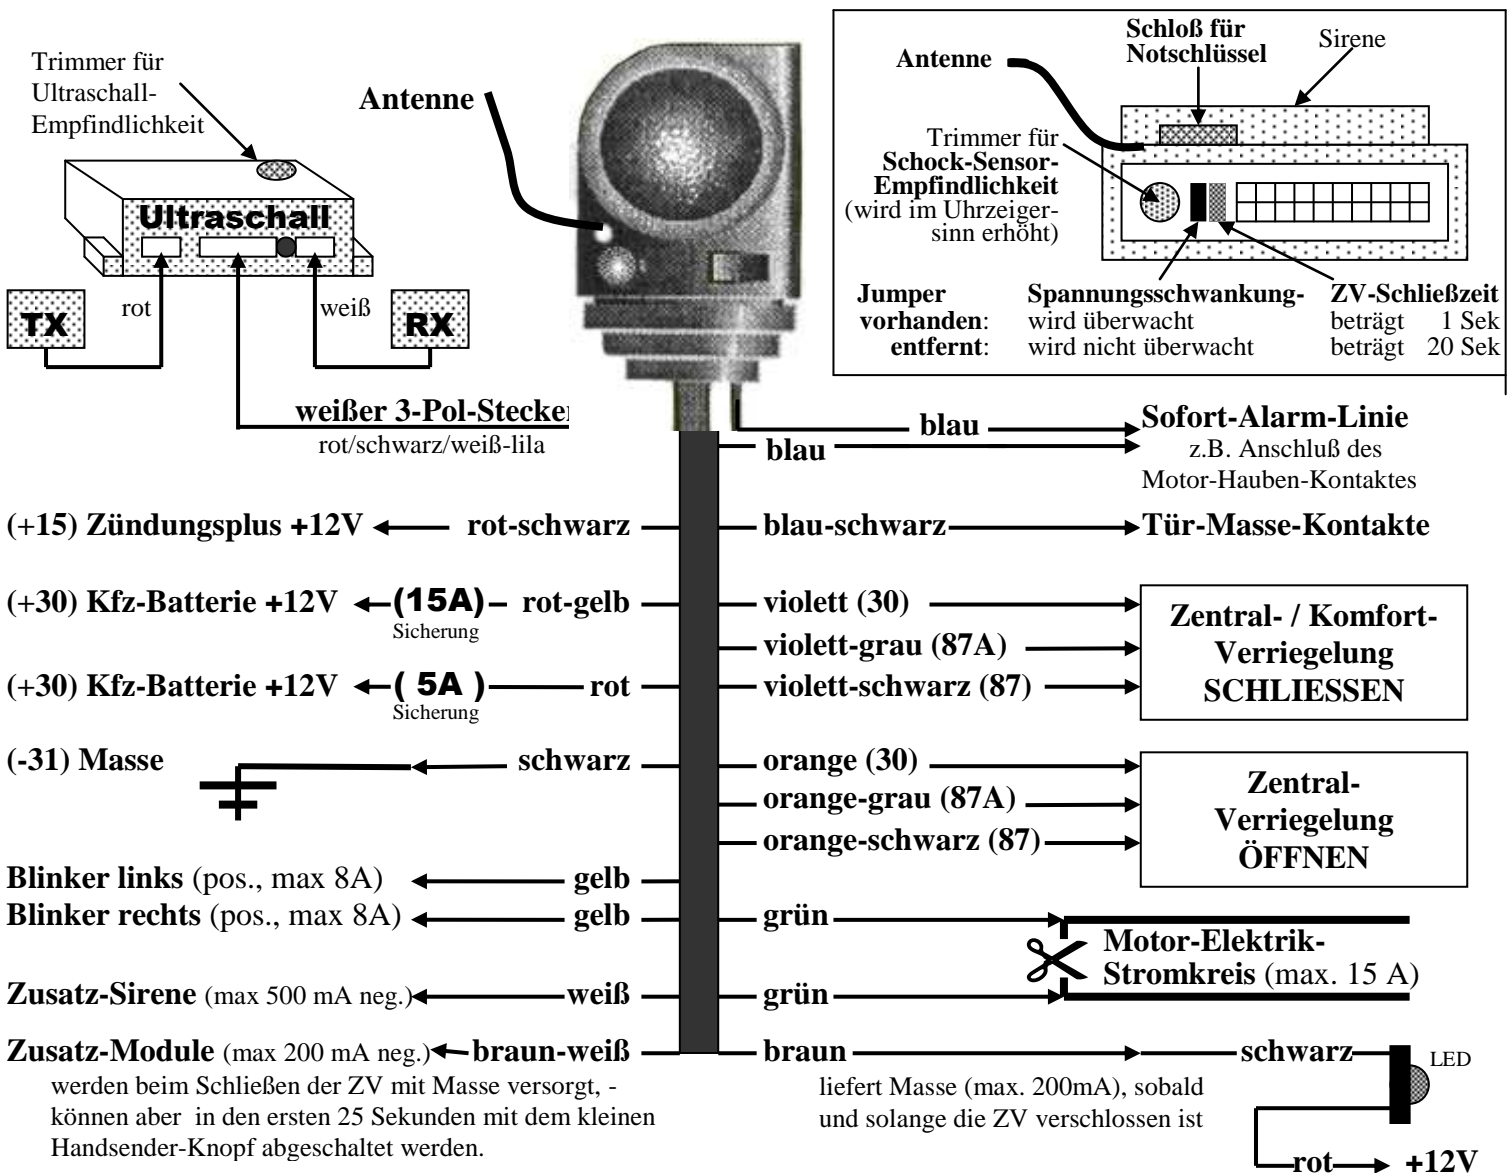 Trimmer für
Ultraschall-
Empfindlichkeit
Ultraschall
rot
weiß
TX
RX
weißer 3-Pol-Stecker
rot/schwarz/weiß-lila
Antenne
Antenne
Schloß für
Notschlüssel
Sirene
Trimmer für
Schock-Sensor-
Empfindlichkeit
(wird im Uhrzeiger-
sinn erhöht)
Jumper Spannungsschwankung- ZV-Schließzeit
vorhanden: wird überwacht beträgt 1 Sek
entfernt: wird nicht überwacht beträgt 20 Sek
blau
Sofort-Alarm-Linie
blau
z.B. Anschluß des
Motor-Hauben-Kontaktes
(+15) Zündungsplus +12V rot-schwarz blau-schwarz Tür-Masse-Kontakte
(+30) Kfz-Batterie +12V (15A) rot-gelb violett (30)
Sicherung
violett-grau (87A)
(+30) Kfz-Batterie +12V ( 5A ) rot violett-schwarz (87)
Sicherung
Zentral- / Komfort-
Verriegelung
SCHLIESSEN
(-31) Masse schwarz orange (30)
orange-grau (87A)
orange-schwarz (87)
Zentral-
Verriegelung
ÖFFNEN
Blinker links (pos., max 8A) gelb
Blinker rechts (pos., max 8A) gelb grün
Motor-Elektrik-
Stromkreis (max. 15 A)
Zusatz-Sirene (max 500 mA neg.) weiß grün
Zusatz-Module (max 200 mA neg.) braun-weiß braun schwarz LED
werden beim Schließen der ZV mit Masse versorgt, -
können aber in den ersten 25 Sekunden mit dem kleinen
Handsender-Knopf abgeschaltet werden.
liefert Masse (max. 200mA), sobald
und solange die ZV verschlossen ist
rot +12V